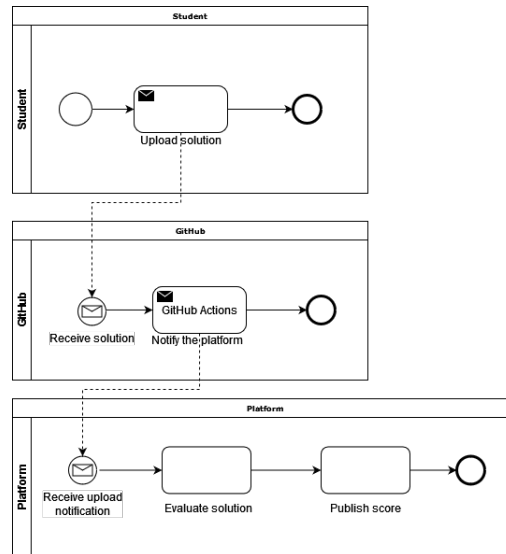 Student
Student
Upload solution
GitHub
GitHub
GitHub Actions
Receive solution
Notify the platform
Platform
Platform
Receive upload
notification
Evaluate solution
Publish score